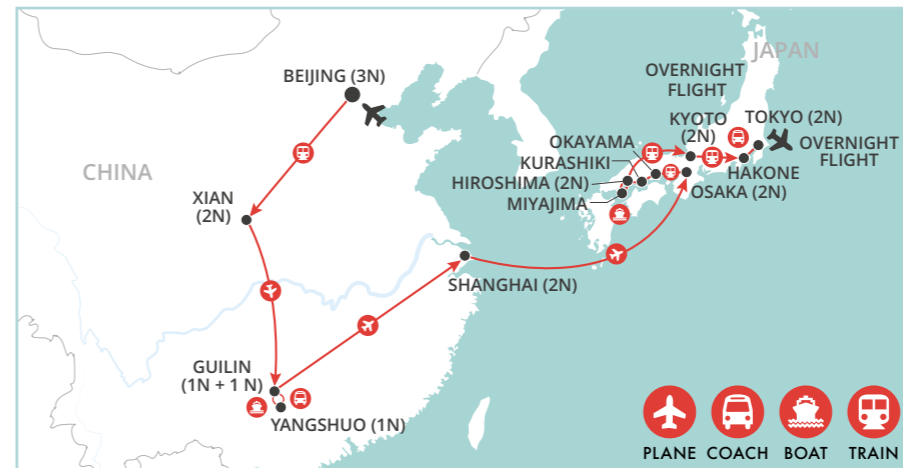 JAPAN
OVERNIGHT
FLIGHT
BEIJING (3N)
KYOTO
(2N)
TOKYO (2N)
OVERNIGHT
FLIGHT
OKAYAMA
KURASHIKI
HIROSHIMA (2N)
MIYAJIMA
HAKONE
OSAKA (2N)
CHINA
XIAN
(2N)
SHANGHAI (2N)
GUILIN
(1N + 1 N)
YANGSHUO (1N)
PLANE COACH BOAT TRAIN